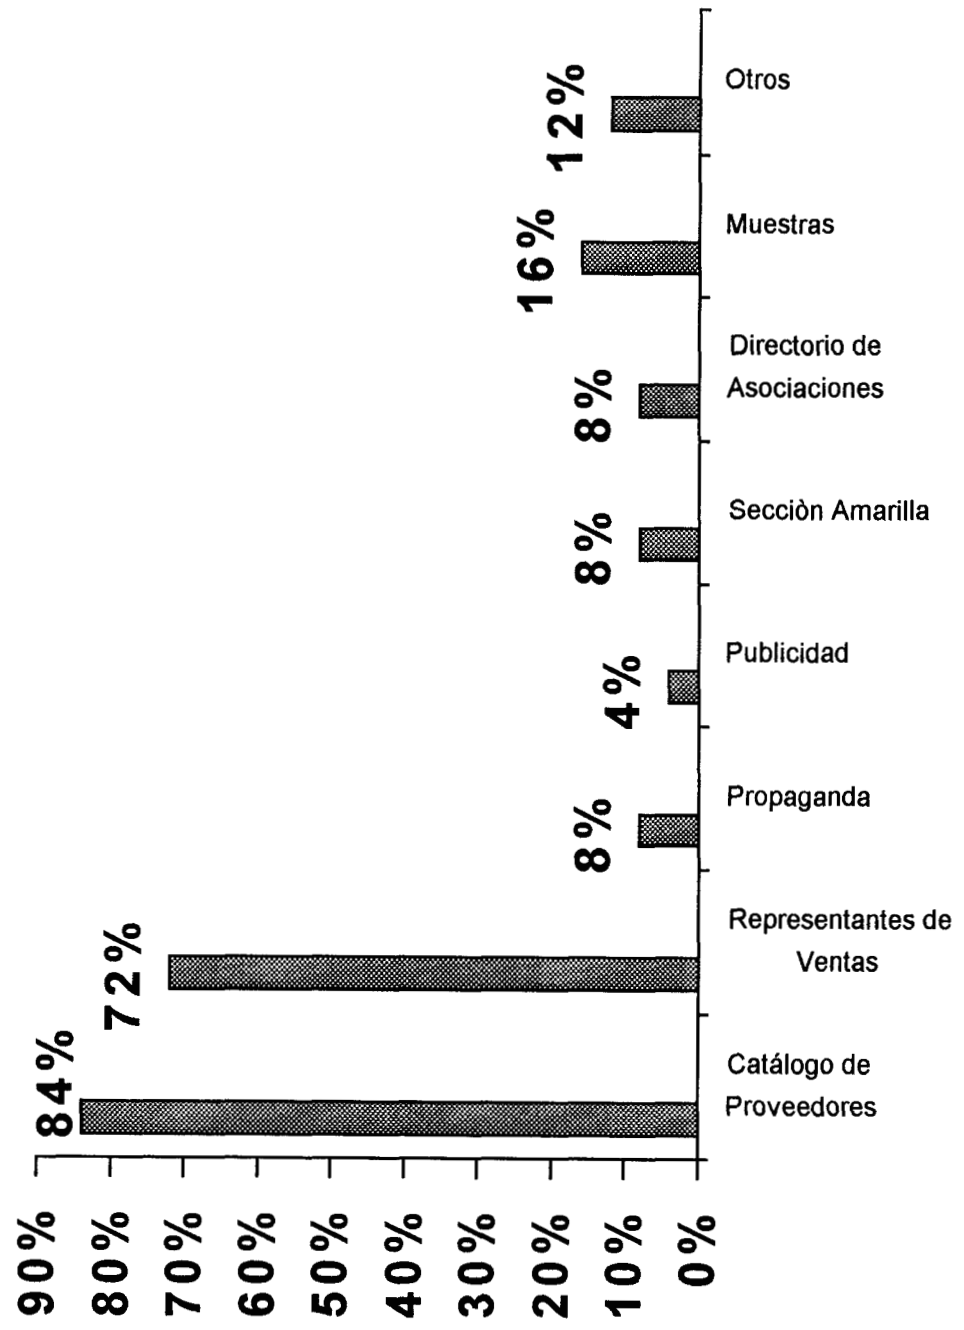 12%
Otros
16%
Muestras
8%
Directorio de
Asociaciones
8%
Secciòn Amarilla
4%
Publicidad
8%
Propaganda
72%
Representantes de
Ventas
84%
Catálogo de
Proveedores
90%
80%
70%
60%
50%
40%
30%
20%
10%
0%